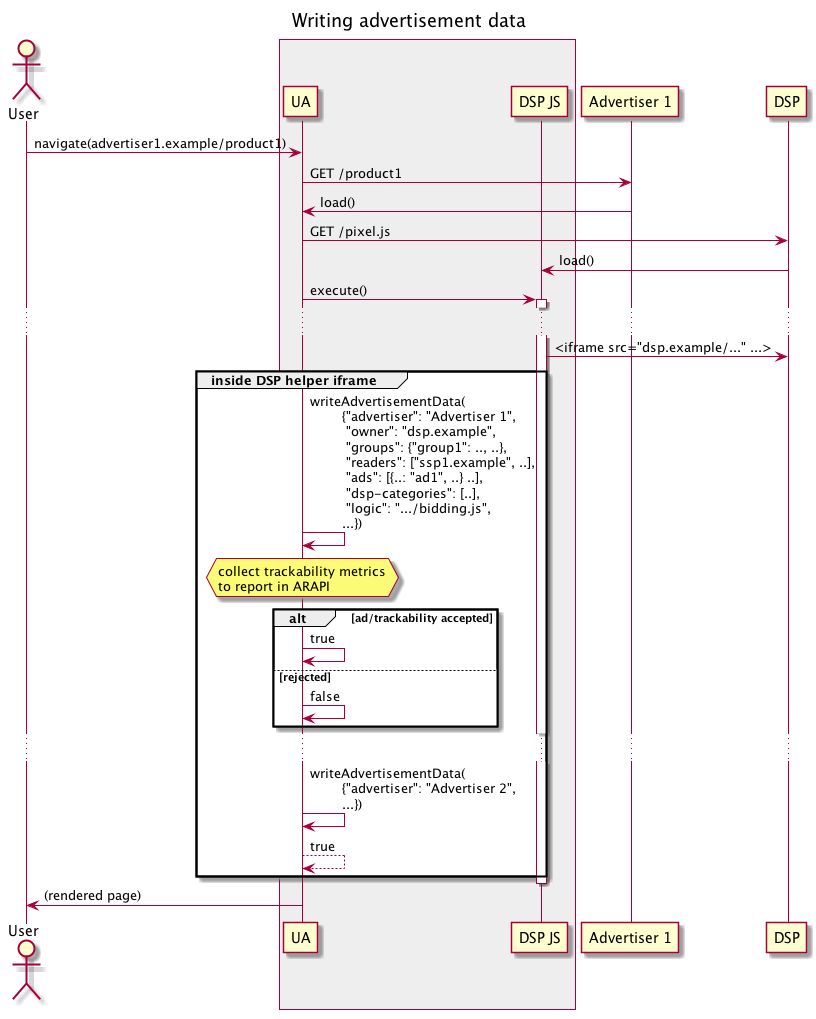 Writing advertisement data
User
UA
DSP JS
Advertiser 1
DSP
navigate(advertiser1.example/product1)
GET /product1
load()
GET /pixel.js
load()
execute()
<iframe src="dsp.example/..." ...>
inside DSP helper iframe
writeAdvertisementData(
{"advertiser": "Advertiser 1",
"owner": "dsp.example",
"groups": {"group1": .., ..},
"readers": ["ssp1.example", ..],
"ads": [{..: "ad1", ..} ..],
"dsp-categories": [..],
"logic": ".../bidding.js",
...})
collect trackability metrics
to report in ARAPI
alt
[ad/trackability accepted]
true
[rejected]
false
writeAdvertisementData(
{"advertiser": "Advertiser 2",
...})
true
(rendered page)
User
UA
DSP JS
Advertiser 1
DSP